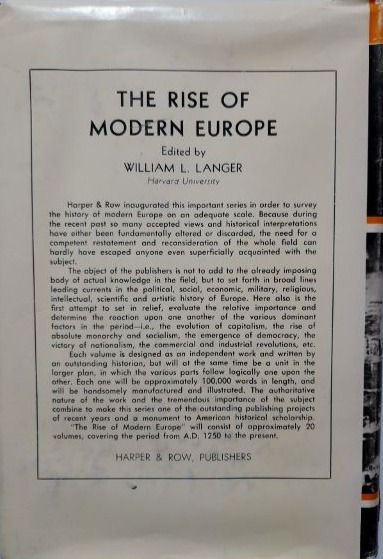 THE RISE OF
MODERN EUROPE
Edited by
WILLIAM L. LANGER
Harvard University
Harper & Row inaugurated this important series in order to survey
the history of modern Europe on an adequate scale. Because during
the recent past so many accepted views and historical interpretations
have either been fundamentally altered or discarded, the need for a
competent restatement and reconsideration of the whole field can
hardly have escaped anyone even superficially acquainted with the
subject.
The object of the publishers is not to add to the already imposing
body of actual knowledge in the field, but to set forth in broad lines
leading currents in the political, social, economic, military, religious,
intellectual, scientific and artistic history of Europe. Here also is the
first attempt to set in relief, evaluate the relative importance and
determine the reaction upon one another of the various dominant
factors in the period—i.e., the evolution of capitalism, the rise of
absolute monarchy and socialism, the emergence of democracy, the
victory of nationalism, the commercial and industrial revolutions, etc.
Each volume is designed as an independent work and written by
an outstanding historian, but will at the same time be a unit in the
larger plan, in which the various parts follow logically one upon the
other. Each one will be approximately 100,000 words in length, and
will be handsomely manufactured and illustrated. The authoritative
nature of the work and the tremendous importance of the subject
combine to make this series one of the outstanding publishing projects
of recent years and a monument to American historical scholarship.
"The Rise of Modern Europe" will consist of approximately 20
volumes, covering the period from A.D. 1250 to the present.
HARPER & ROW, PUBLISHERS